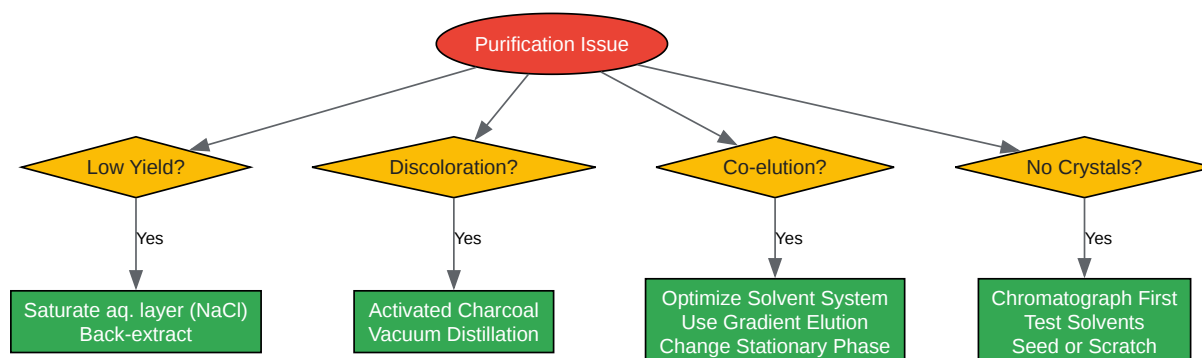 Purification Issue
Low Yield?
Discoloration?
Co-elution?
No Crystals?
Yes
Yes
Yes
Yes
Saturate aq. layer (NaCl)
Back-extract
Activated Charcoal
Vacuum Distillation
Optimize Solvent System
Use Gradient Elution
Change Stationary Phase
Chromatograph First
Test Solvents
Seed or Scratch